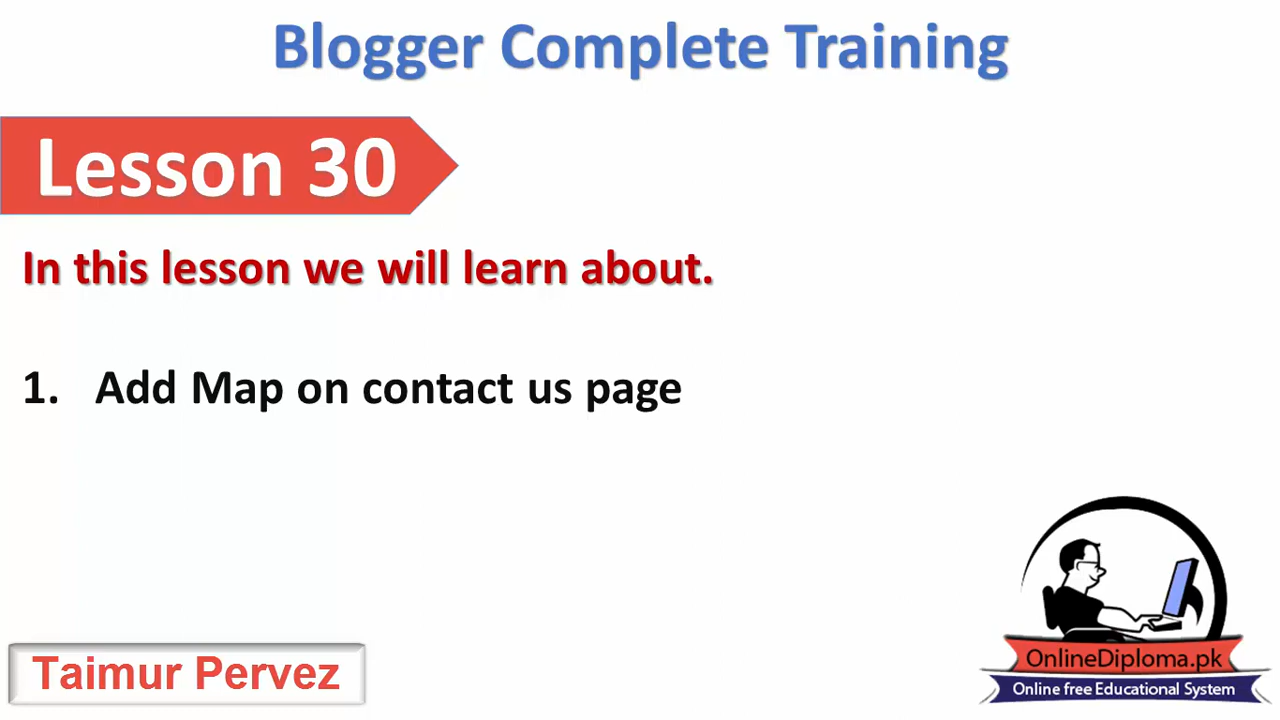 Blogger Complete Training
Lesson 30
In this lesson we will learn about.
1. Add Map on contact us page
Taimur Pervez
OnlineDiploma.pk
Online free Educational System